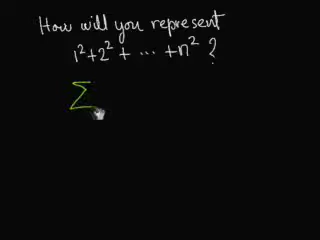 How will you represent
1²+2²+ ... +n² ?
Σ